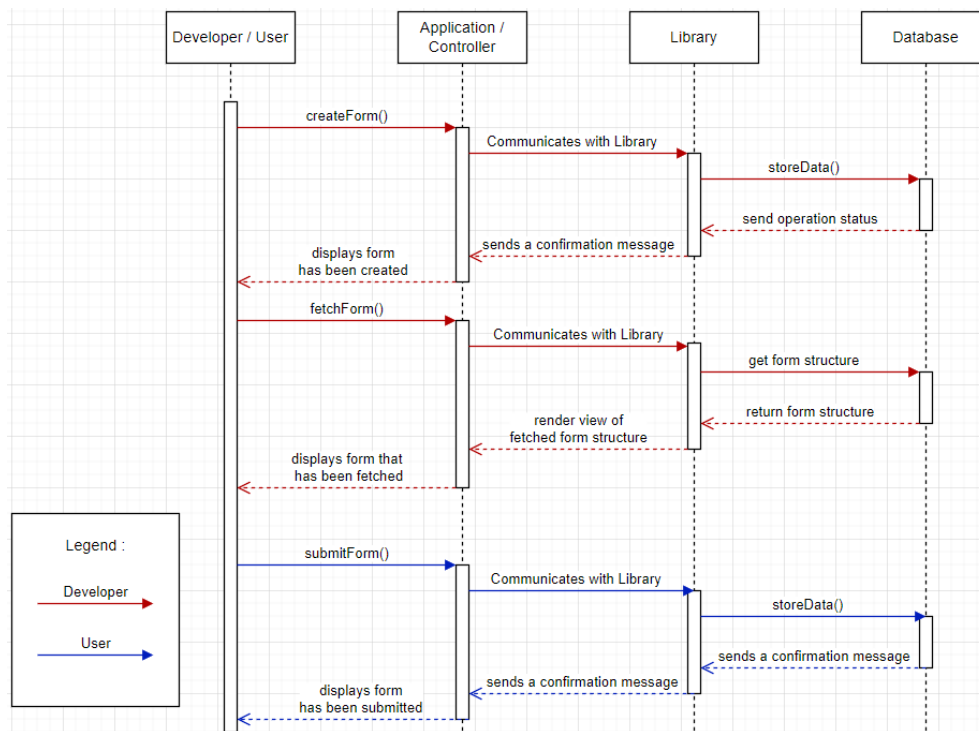 Developer / User
Application /
Controller
Library
Database
createForm()
Communicates with Library
storeData()
send operation status
sends a confirmation message
displays form
has been created
fetchForm()
Communicates with Library
get form structure
return form structure
render view of
fetched form structure
displays form that
has been fetched
Legend :
Developer
User
submitForm()
Communicates with Library
storeData()
sends a confirmation message
sends a confirmation message
displays form
has been submitted